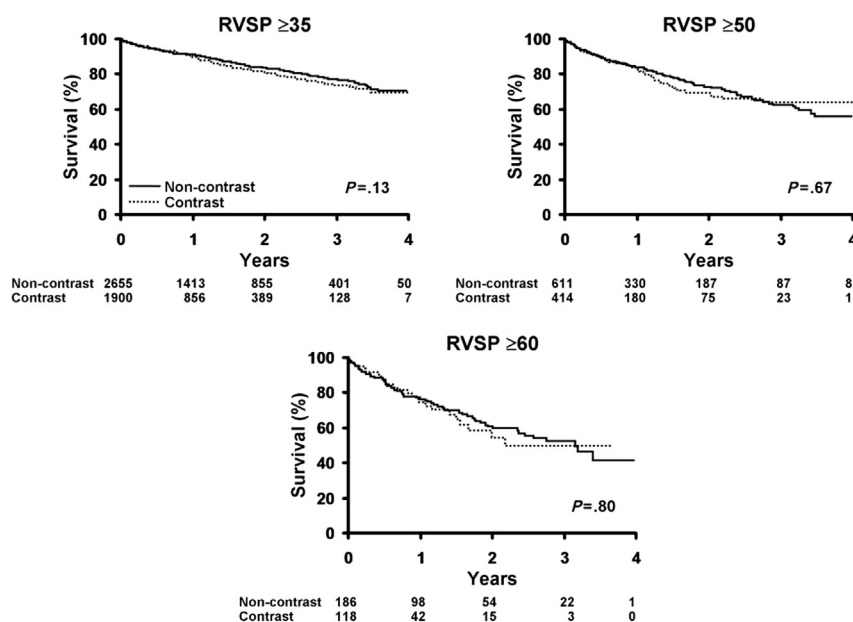 RVSP ≥35
100
80
60
40
20
0
Survival (%)
Non-contrast
Contrast
P=.13
0 1 2 3 4
Years
Non-contrast 2655 1413 855 401 50
Contrast 1900 856 389 128 7
RVSP ≥50
100
80
60
40
20
0
Survival (%)
P=.67
0 1 2 3 4
Years
Non-contrast 611 330 187 87 8
Contrast 414 180 75 23 1
RVSP ≥60
100
80
60
40
20
0
Survival (%)
P=.80
0 1 2 3 4
Years
Non-contrast 186 98 54 22 1
Contrast 118 42 15 3 0